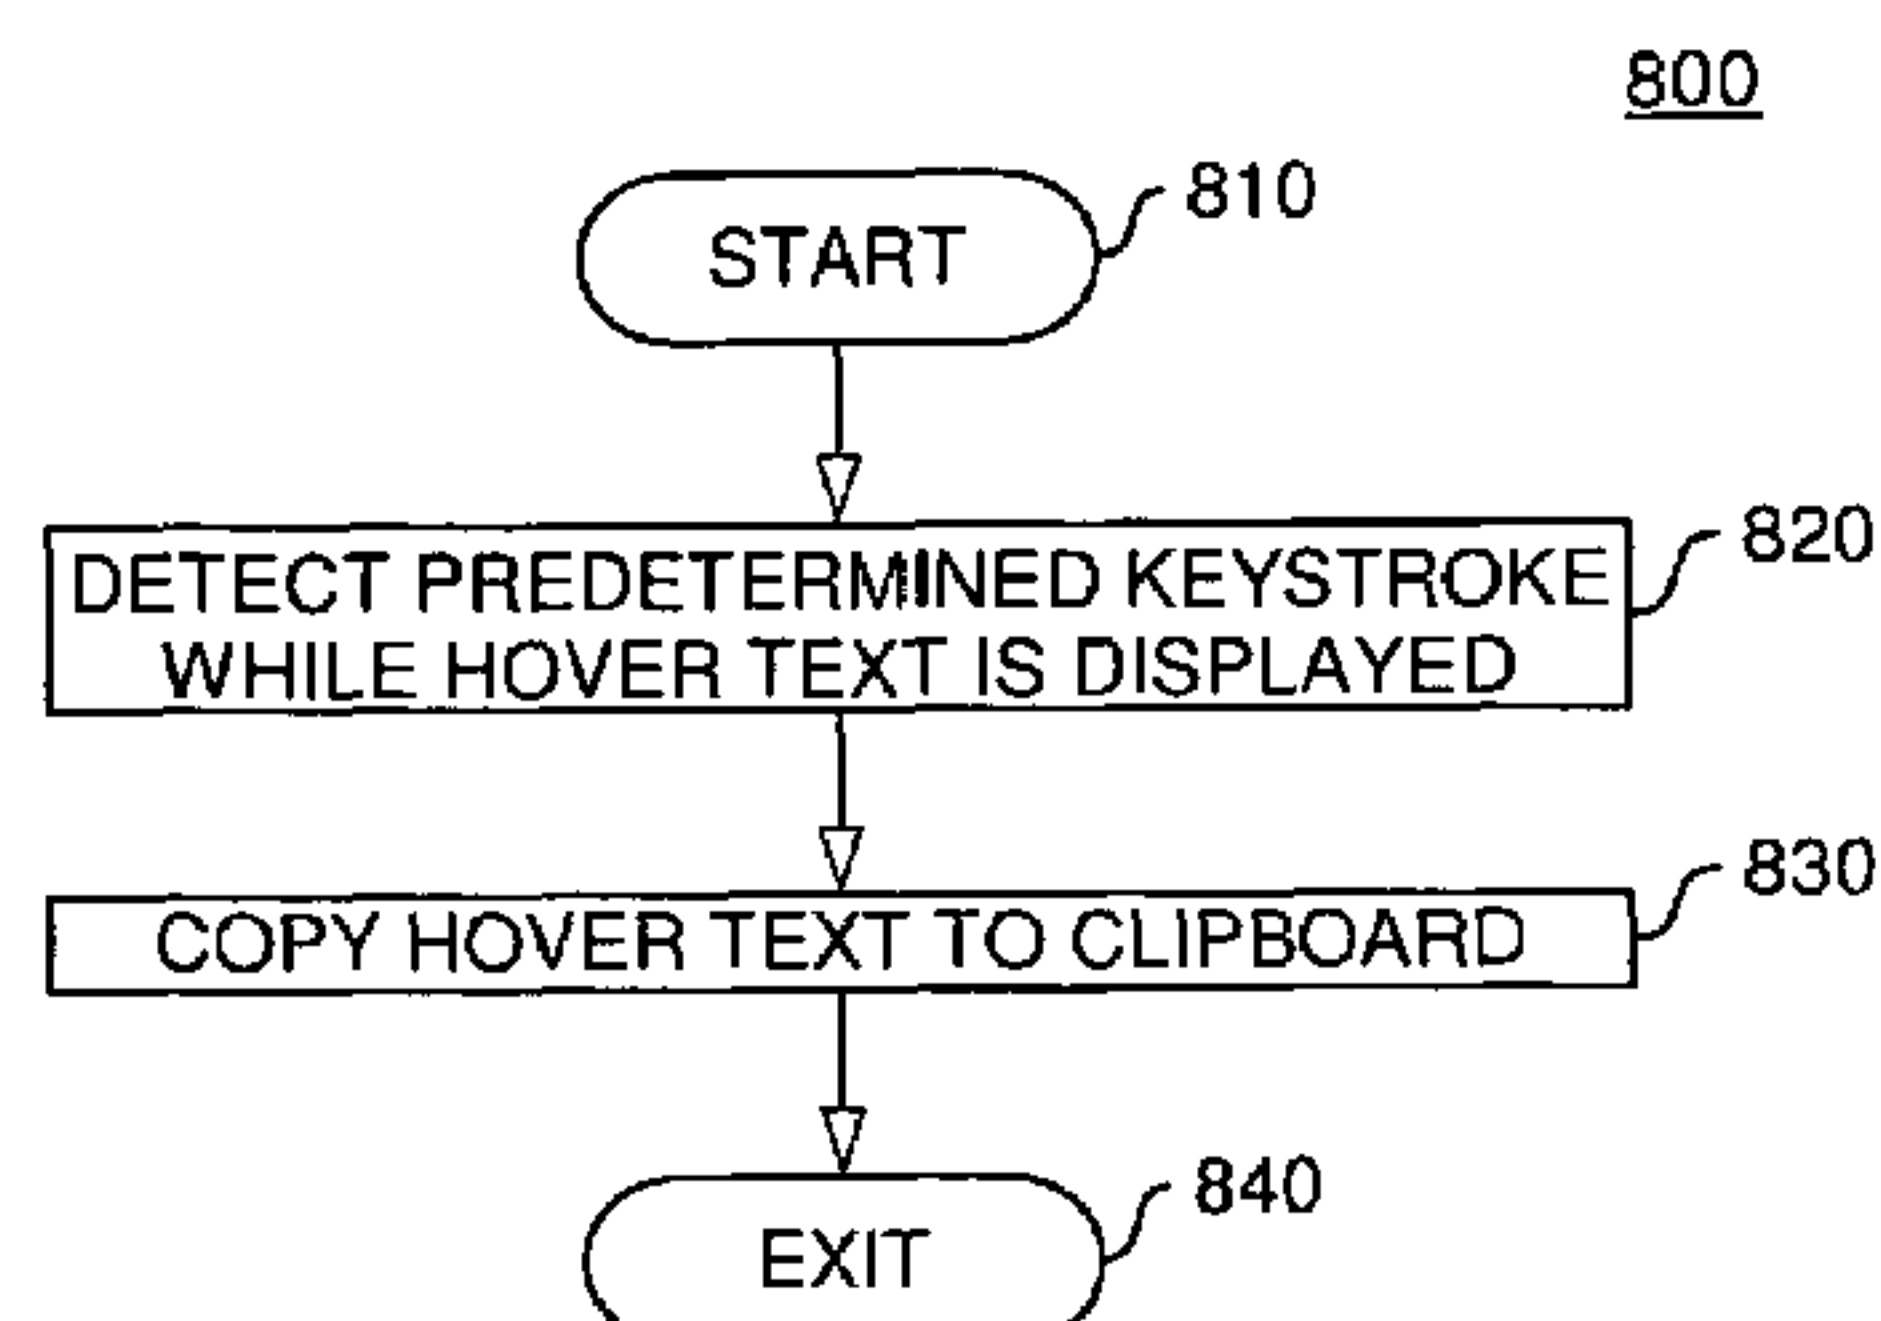 800
810
START
820
DETECT PREDETERMINED KEYSTROKE
WHILE HOVER TEXT IS DISPLAYED
830
COPY HOVER TEXT TO CLIPBOARD
840
EXIT